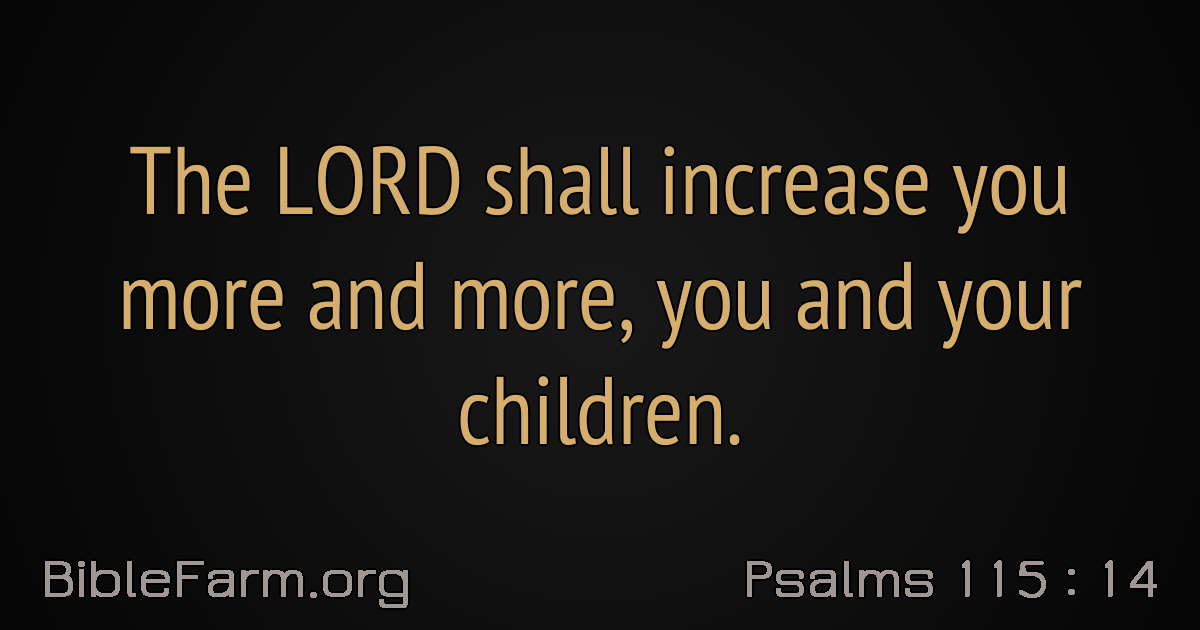 The LORD shall increase you
more and more, you and your
children.
BibleFarm.org
Psalms 115 : 14